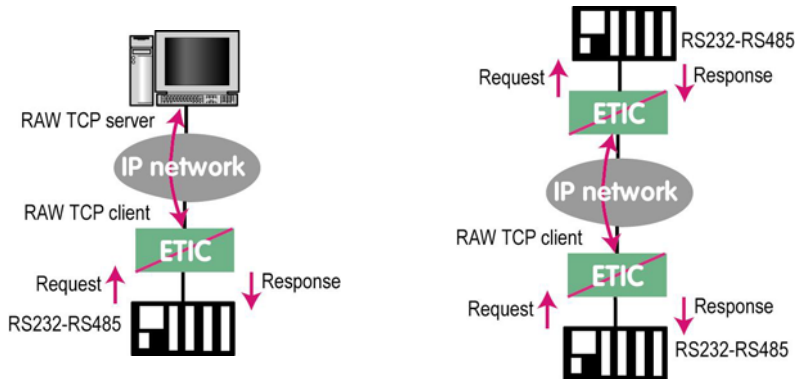 RAW TCP server
IP network
RAW TCP client
ETIC
Request
Response
RS232-RS485
RS232-RS485
Request
Response
ETIC
IP network
RAW TCP client
ETIC
Request
Response
RS232-RS485